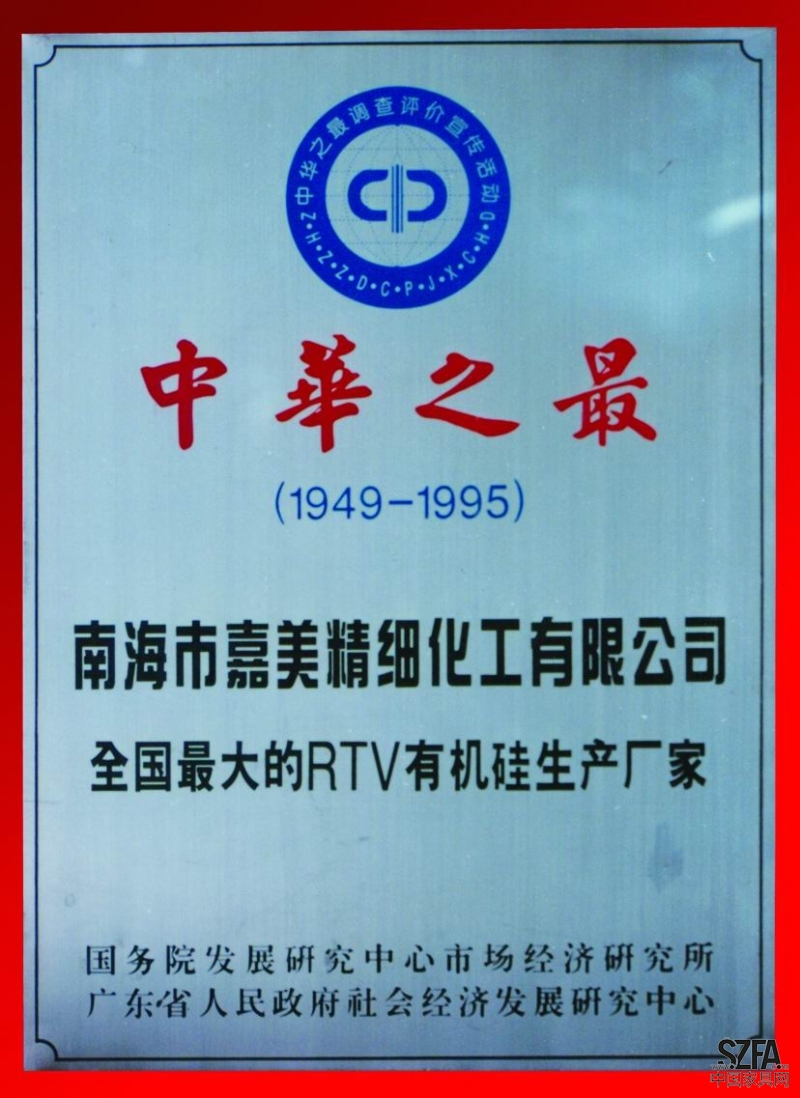 中华之最调查评价宣传活动
Z·H·Z·Z·D·C·P·J·X·C·H·D
中華之最
(1949-1995)
南海市嘉美精细化工有限公司
全国最大的RTV有机硅生产厂家
国务院发展研究中心市场经济研究所
广东省人民政府社会经济发展研究中心
SZFA
中国家具网